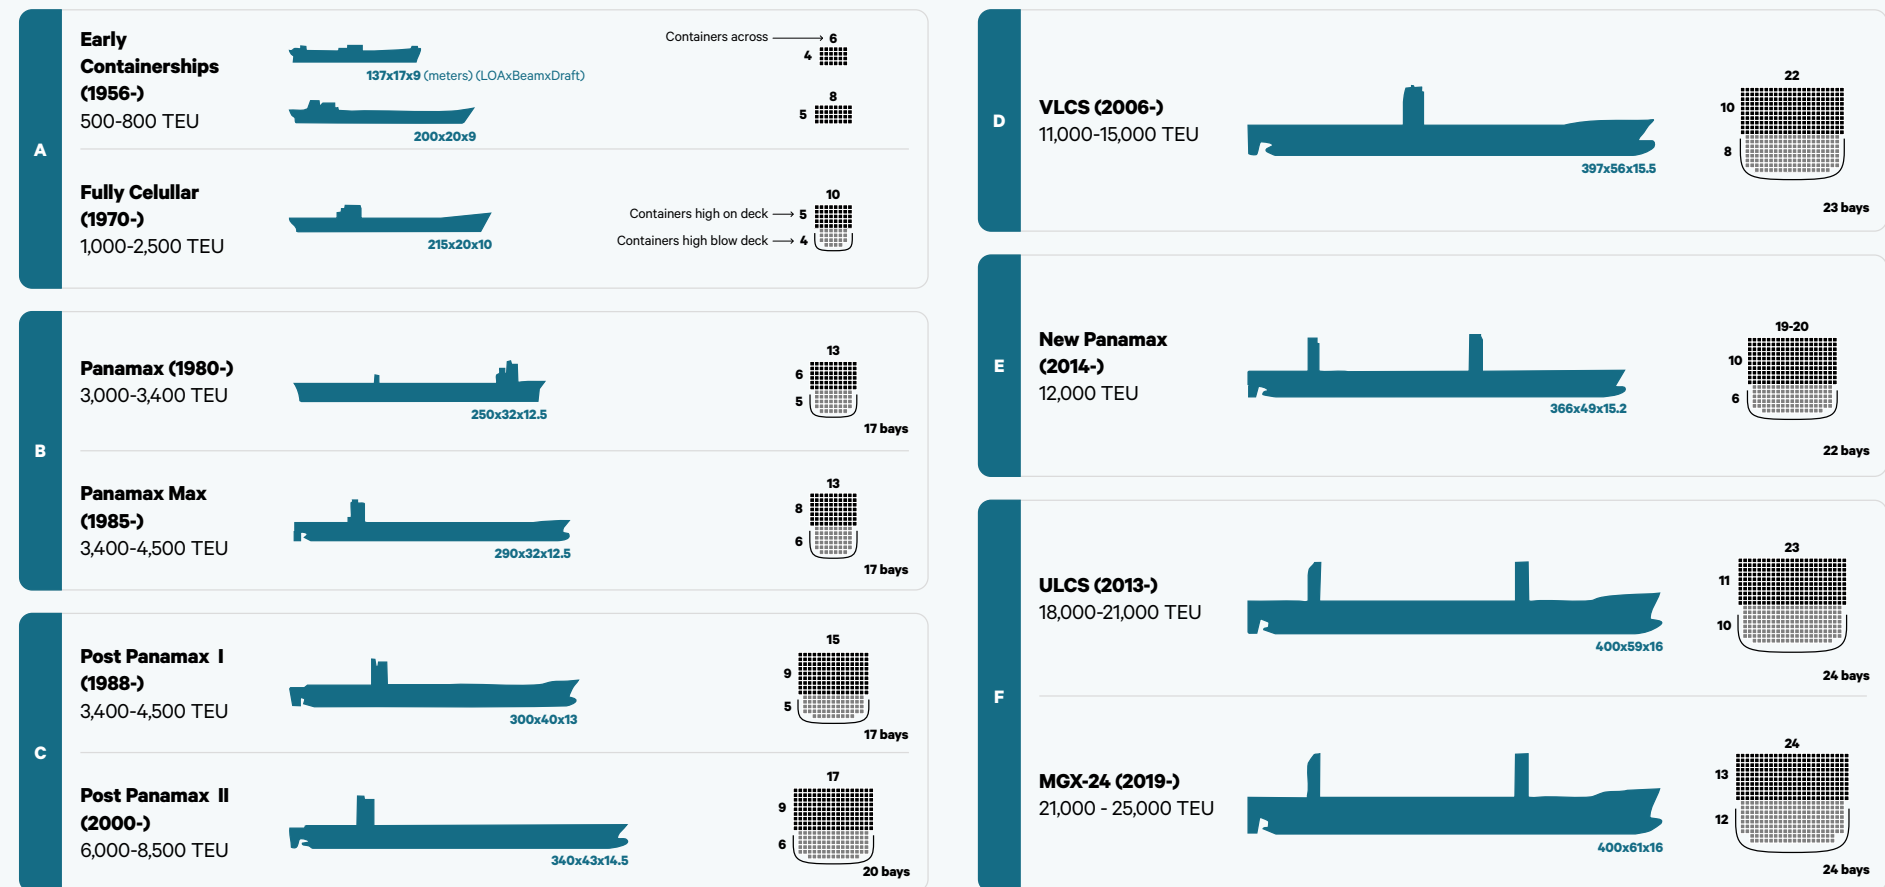 A
Early
Containerships
(1956-)
500-800 TEU
137x17x9 (meters) (LOAxBeamxDraft)
Containers across
6
4
200x20x9
8
5
Fully Celullar
(1970-)
1,000-2,500 TEU
215x20x10
10
Containers high on deck
5
Containers high blow deck
4
B
Panamax (1980-)
3,000-3,400 TEU
250x32x12.5
13
6
5
17 bays
Panamax Max
(1985-)
3,400-4,500 TEU
290x32x12.5
13
8
6
17 bays
C
Post Panamax I
(1988-)
3,400-4,500 TEU
300x40x13
15
9
5
17 bays
Post Panamax II
(2000-)
6,000-8,500 TEU
340x43x14.5
17
9
6
20 bays
D
VLCS (2006-)
11,000-15,000 TEU
397x56x15.5
22
10
8
23 bays
E
New Panamax
(2014-)
12,000 TEU
366x49x15.2
19-20
10
6
22 bays
F
ULCS (2013-)
18,000-21,000 TEU
400x59x16
23
11
10
24 bays
MGX-24 (2019-)
21,000 - 25,000 TEU
400x61x16
24
13
12
24 bays